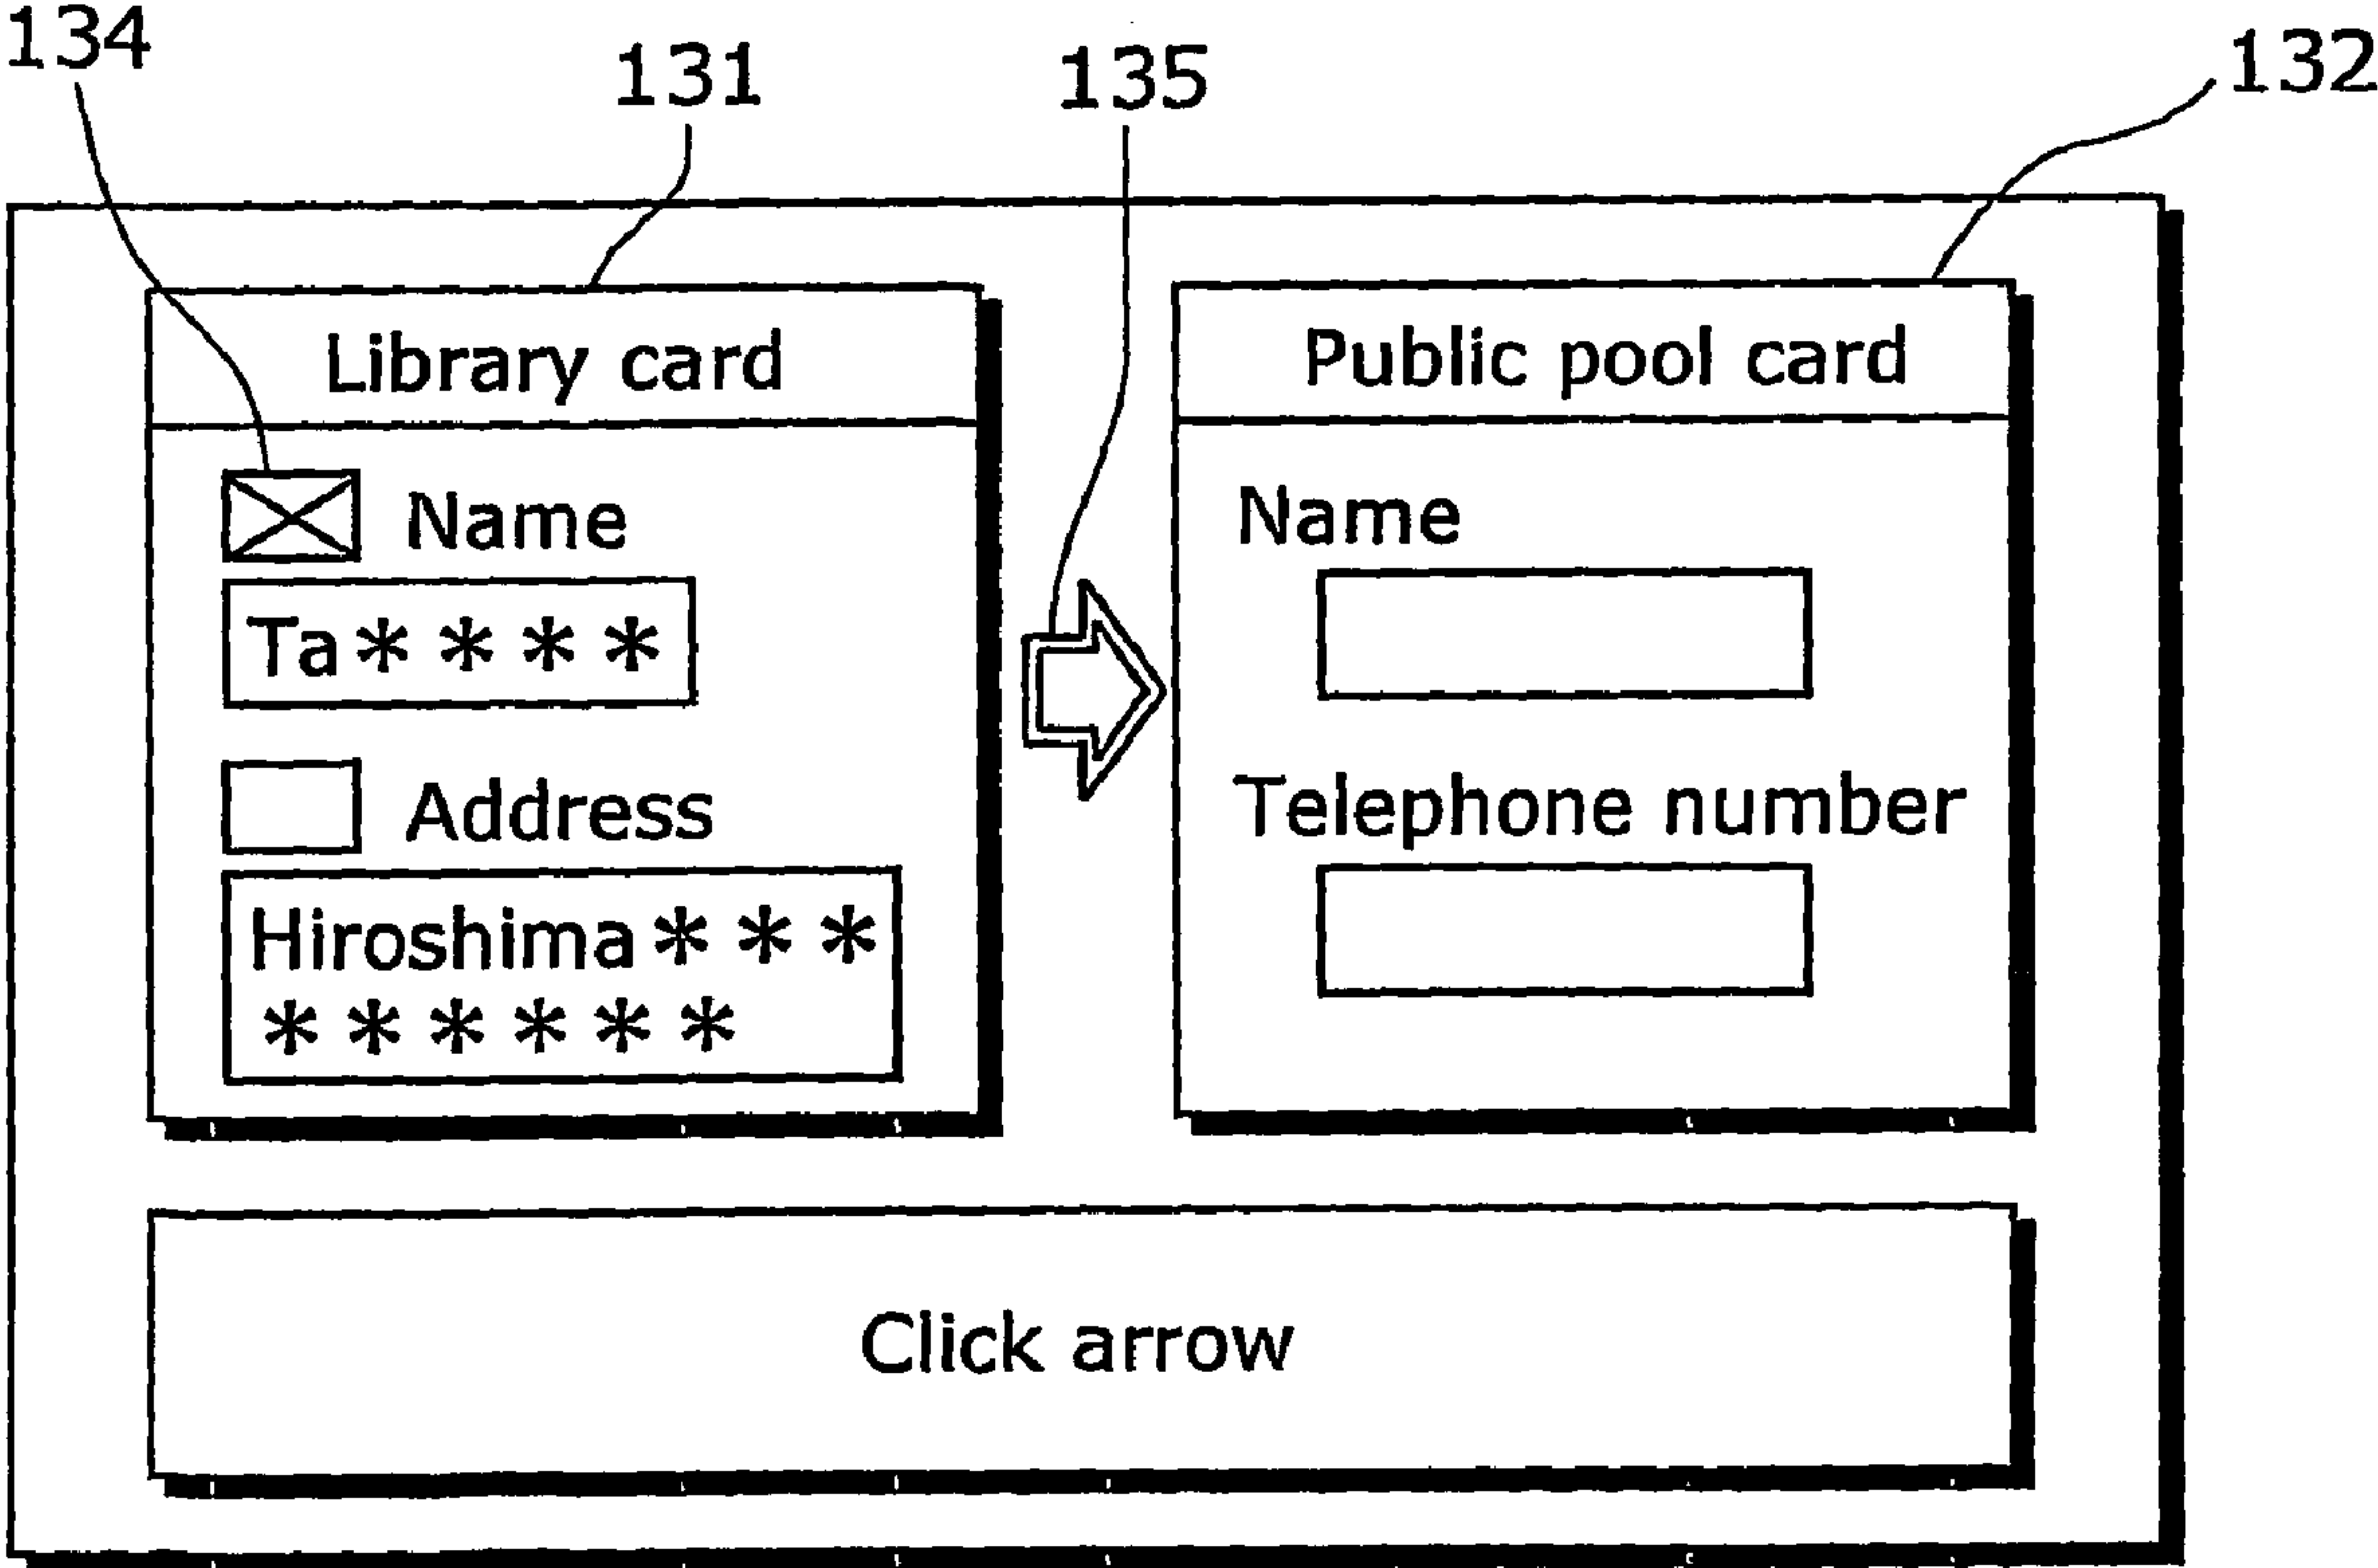 134
131
135
132
Library card
Name
Ta****
Address
Hiroshima***
******
Public pool card
Name
Telephone number
Click arrow